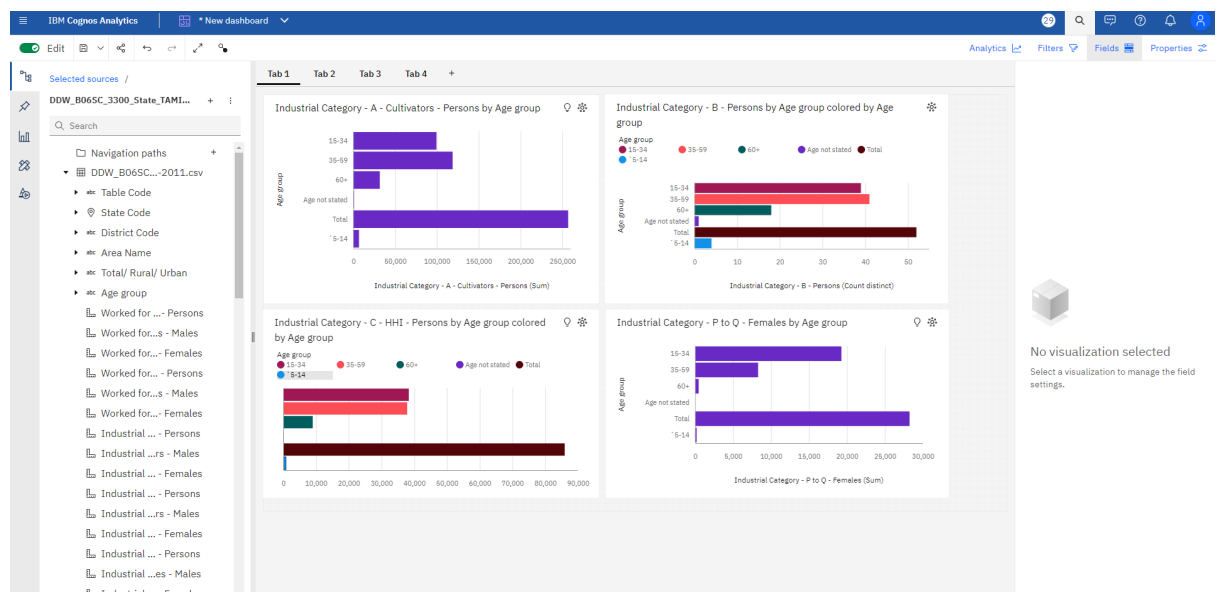 IBM Cognos Analytics
* New dashboard
29
Edit
Analytics
Filters
Fields
Properties
Selected sources /
DDW_B06SC_3300_State_TAMI...
Search
Navigation paths
DDW_B06SC...-2011.csv
abc Table Code
State Code
abc District Code
abc Area Name
abc Total/ Rural/ Urban
abc Age group
Worked for ...- Persons
Worked for...s - Males
Worked for...- Females
Worked for... - Persons
Worked for...s - Males
Worked for...- Females
Industrial ... - Persons
Industrial ...rs - Males
Industrial ... - Females
Industrial ... - Persons
Industrial ...rs - Males
Industrial ... - Females
Industrial ... - Persons
Industrial ...es - Males
Tab 1 Tab 2 Tab 3 Tab 4 +
Industrial Category - A - Cultivators - Persons by Age group
Age group
15-34
35-59
60+
Age not stated
Total
`5-14
0 50,000 100,000 150,000 200,000 250,000
Industrial Category - A - Cultivators - Persons (Sum)
Industrial Category - B - Persons by Age group colored by Age
group
Age group
15-34 35-59 60+ Age not stated Total
`5-14
Age group
15-34
35-59
60+
Age not stated
Total
`5-14
0 10 20 30 40 50
Industrial Category - B - Persons (Count distinct)
Industrial Category - C - HHI - Persons by Age group colored
by Age group
Age group
15-34 35-59 60+ Age not stated Total
`5-14
0 10,000 20,000 30,000 40,000 50,000 60,000 70,000 80,000 90,000
Industrial Category - P to Q - Females by Age group
Age group
15-34
35-59
60+
Age not stated
Total
`5-14
0 5,000 10,000 15,000 20,000 25,000 30,000
Industrial Category - P to Q - Females (Sum)
No visualization selected
Select a visualization to manage the field
settings.